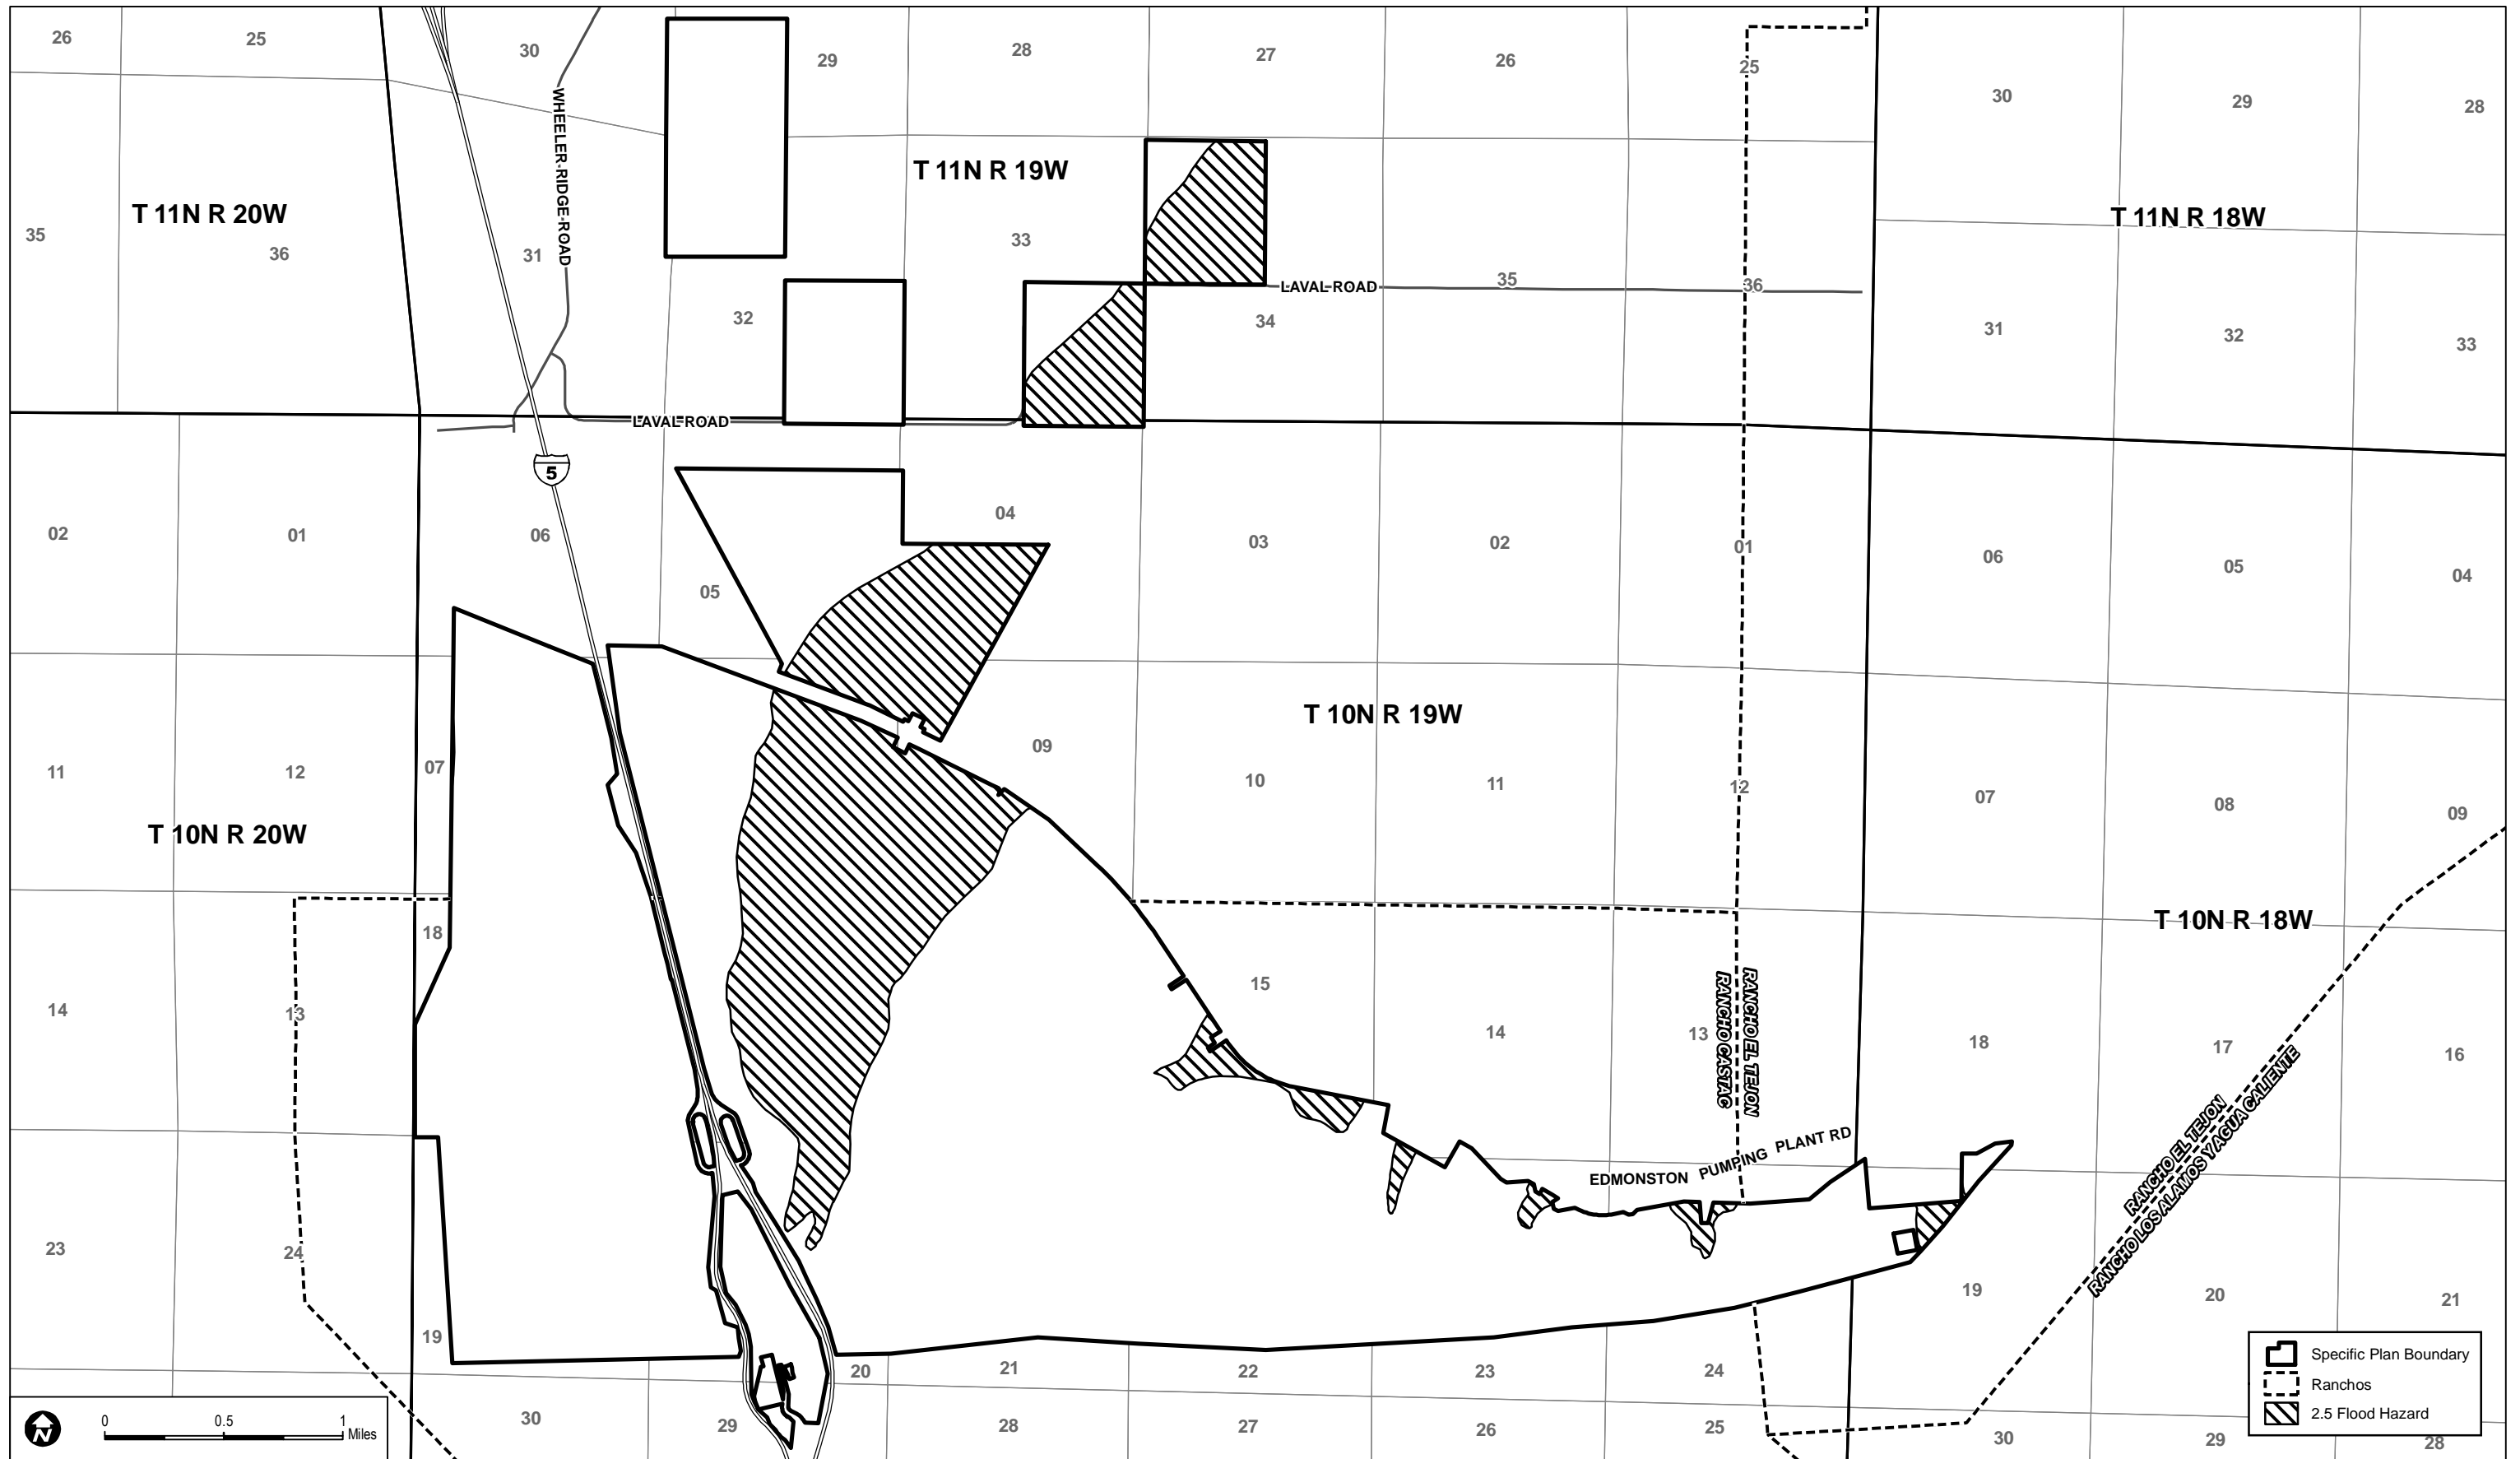 26 25 30 29 28 27 26 25 30 29 28
WHEELER RIDGE ROAD
T 11N R 20W
T 11N R 19W
T 11N R 18W
35 36 31 32 33 34 35 36 31 32 33
LAVAL ROAD
LAVAL ROAD
5
02 01 06 05 04 03 02 01 06 05 04
T 10N R 19W
11 12 07 09 10 11 12 07 08 09
T 10N R 20W
T 10N R 18W
14 13 18 15 14 13 18 17 16
RANCHO CASTAC
RANCHO EL TEJON
EDMONSTON PUMPING PLANT RD
RANCHO EL TEJON
RANCHO LOS ALAMOS Y AGUA CALIENTE
23 24 19 20 21 22 23 24 19 20 21
30 29 28 27 26 25 30 29 28
N
0 0.5 1
Miles
Specific Plan Boundary
Ranchos
2.5 Flood Hazard